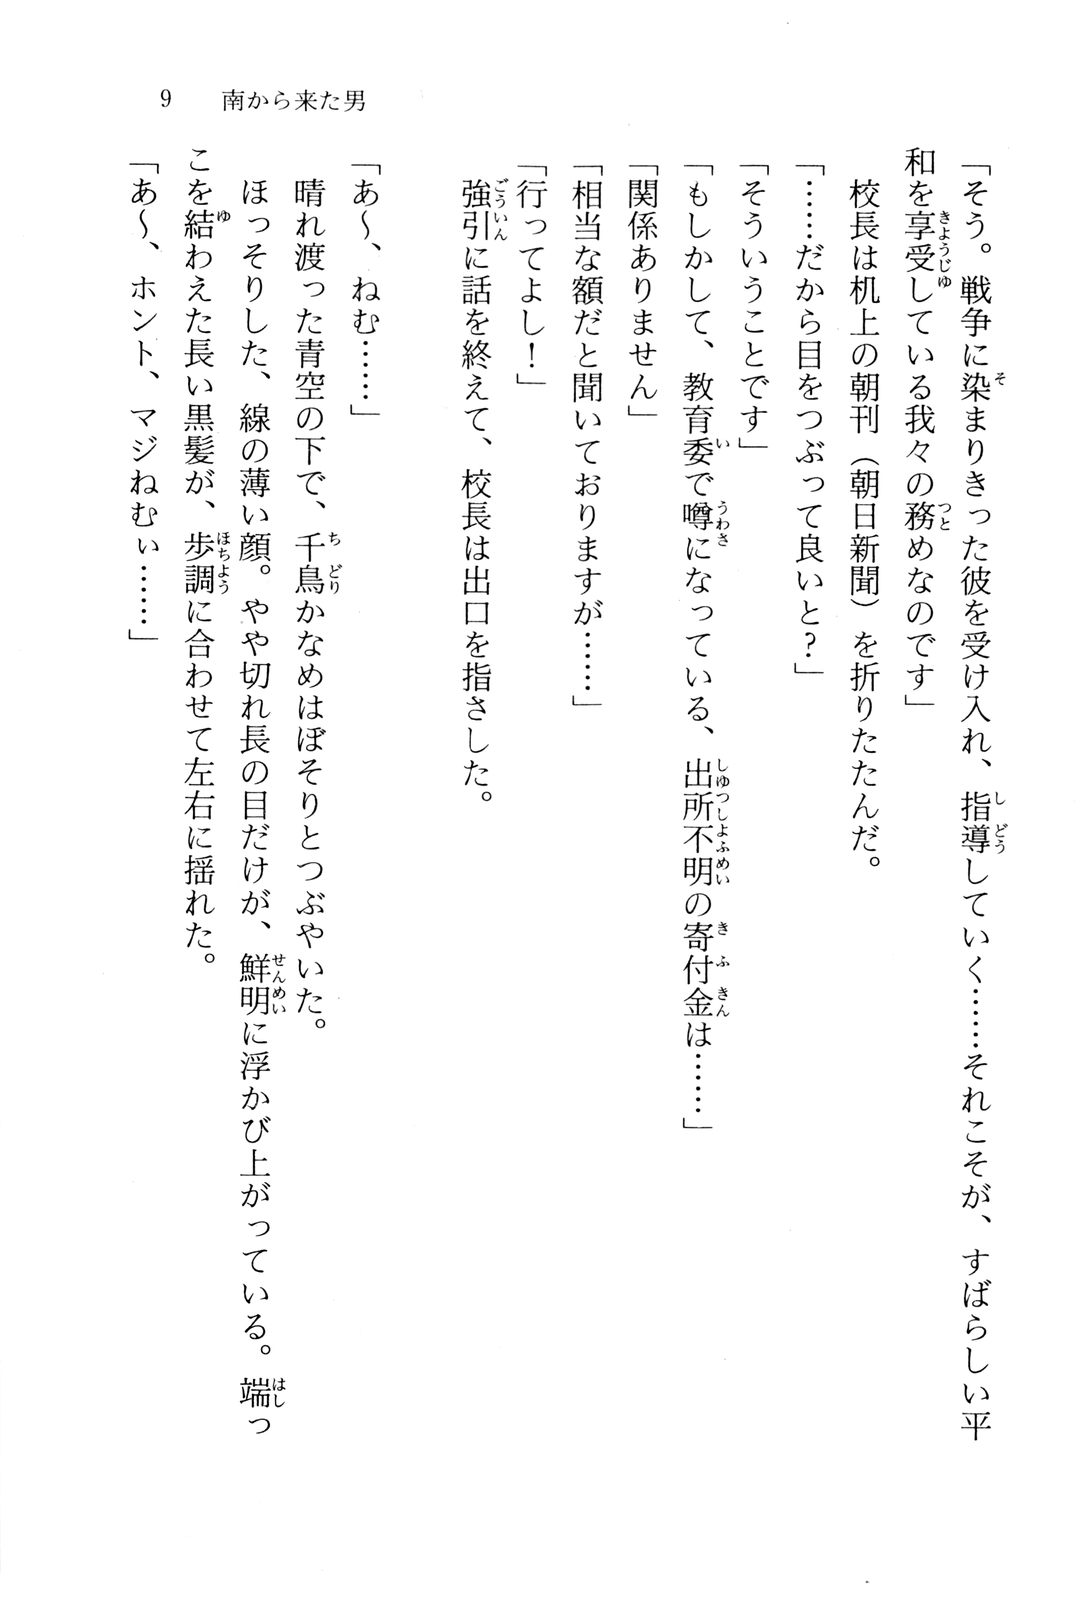 9　南から来た男
「そう。戦争に染まりきった彼を受け入れ、指導していく……それこそが、すばらしい平
和を享受している我々の務めなのです」
　校長は机上の朝刊（朝日新聞）を折りたたんだ。
「……だから目をつぶって良いと？」
「そういうことです」
「もしかして、教育委で噂になっている、出所不明の寄付金は……」
「関係ありません」
「相当な額だと聞いておりますが……」
「行ってよし！」
　強引に話を終えて、校長は出口を指さした。

「あ〜、ねむ……」
　晴れ渡った青空の下で、千鳥かなめはぼそりとつぶやいた。
　ほっそりした、線の薄い顔。やや切れ長の目だけが、鮮明に浮かび上がっている。端っ
こを結わえた長い黒髪が、歩調に合わせて左右に揺れた。
「あ〜、ホント、マジねむぃ……」